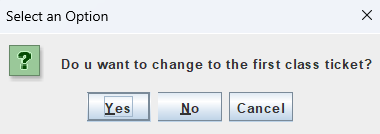 Select an Option
Do u want to change to the first class ticket?
Yes No Cancel